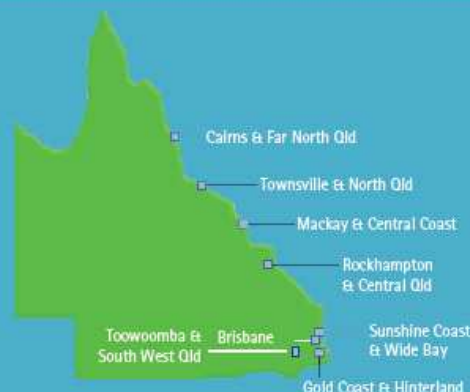 Cairns & Far North Qld
Townsville & North Qld
Mackay & Central Coast
Rockhampton
& Central Qld
Toowoomba &
South West Qld
Brisbane
Sunshine Coast
& Wide Bay
Gold Coast & Hinterland